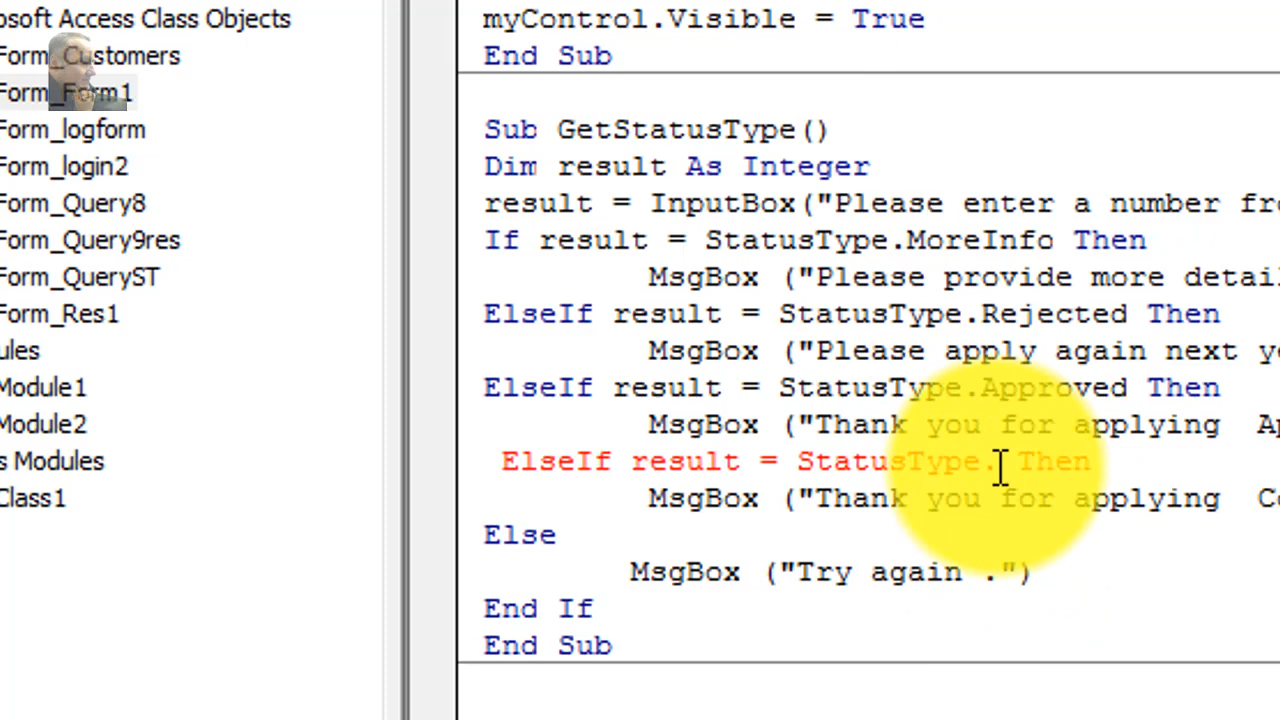 osoft Access Class Objects
Form_Customers
Form_Form1
Form_logform
Form_login2
Form_Query8
Form_Query9res
Form_QueryST
Form_Res1
ules
Module1
Module2
s Modules
Class1
myControl.Visible = True
End Sub
Sub GetStatusType()
Dim result As Integer
result = InputBox("Please enter a number fr
If result = StatusType.MoreInfo Then
MsgBox ("Please provide more detai
ElseIf result = StatusType.Rejected Then
MsgBox ("Please apply again next y
ElseIf result = StatusType.Approved Then
MsgBox ("Thank you for applying  Ap
ElseIf result = StatusType. Then
MsgBox ("Thank you for applying  Co
Else
MsgBox ("Try again .")
End If
End Sub